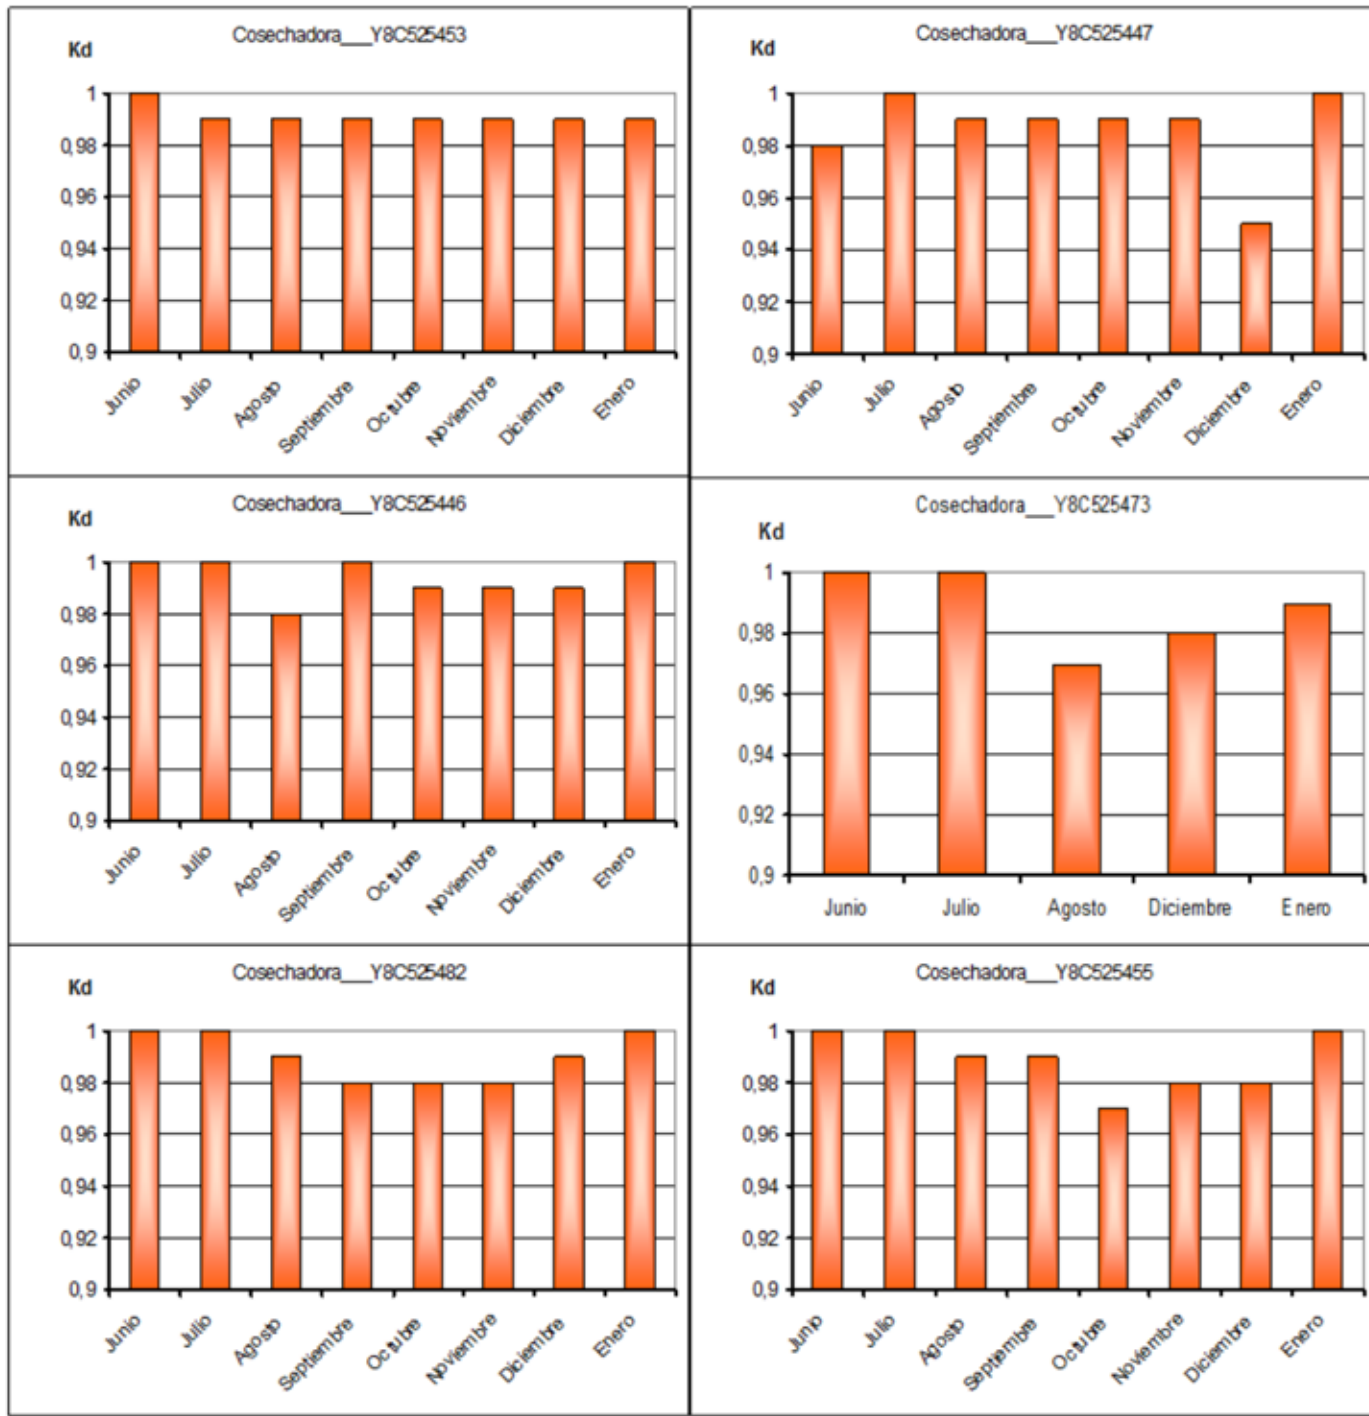 Cosechadora___Y8C525453
Kd
1
0,98
0,96
0,94
0,92
0,9
Junio
Julio
Agosto
Septiembre
Octubre
Noviembre
Diciembre
Enero
Cosechadora___Y8C525447
Kd
1
0,98
0,96
0,94
0,92
0,9
Junio
Julio
Agosto
Septiembre
Octubre
Noviembre
Diciembre
Enero
Cosechadora___Y8C525446
Kd
1
0,98
0,96
0,94
0,92
0,9
Junio
Julio
Agosto
Septiembre
Octubre
Noviembre
Diciembre
Enero
Cosechadora___Y8C525473
Kd
1
0,98
0,96
0,94
0,92
0,9
Junio
Julio
Agosto
Diciembre
Enero
Cosechadora___Y8C525482
Kd
1
0,98
0,96
0,94
0,92
0,9
Junio
Julio
Agosto
Septiembre
Octubre
Noviembre
Diciembre
Enero
Cosechadora___Y8C525455
Kd
1
0,98
0,96
0,94
0,92
0,9
Junio
Julio
Agosto
Septiembre
Octubre
Noviembre
Diciembre
Enero